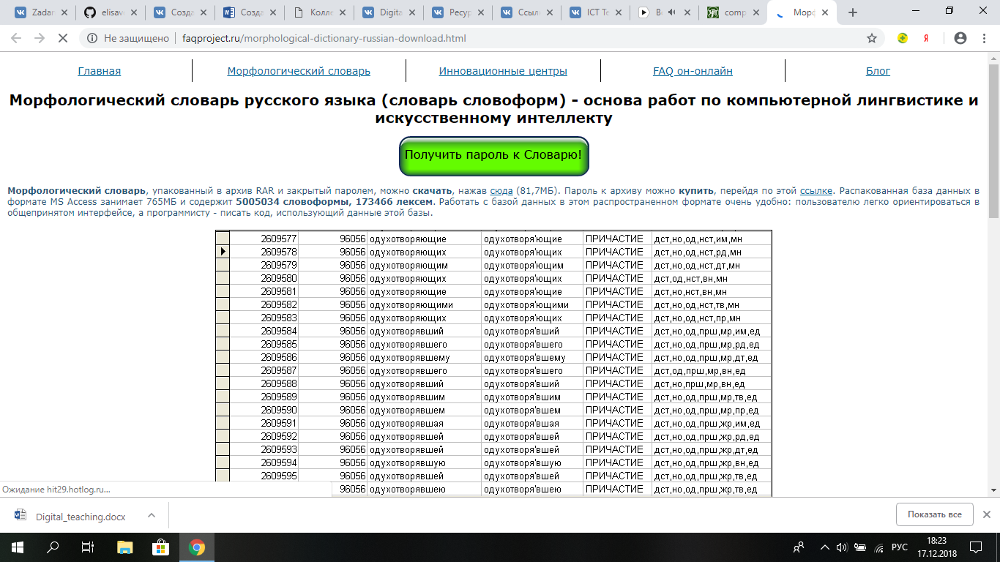 Zadan
elisave
Созда
Созда
Колле
Digita
Ресур
Ссыл
ICT Te
Be
comp
Морф
Не защищено
faqproject.ru/morphological-dictionary-russian-download.html
Главная
Морфологический словарь
Инновационные центры
FAQ он-онлайн
Блог
Морфологический словарь русского языка (словарь словоформ) - основа работ по компьютерной лингвистике и
искусственному интеллекту
Получить пароль к Словарю!
Морфологический словарь, упакованный в архив RAR и закрытый паролем, можно скачать, нажав сюда (81,7МБ). Пароль к архиву можно купить, перейдя по этой ссылке. Распакованная база данных в
формате MS Access занимает 765МБ и содержит 5005034 словоформы, 173466 лексем. Работать с базой данных в этом распространенном формате очень удобно: пользователю легко ориентироваться в
общепринятом интерфейсе, а программисту - писать код, использующий данные этой базы.
2609577 96056 одухотворяющие одухотворя'ющие ПРИЧАСТИЕ дст,но,од,нст,им,мн
2609578 96056 одухотворяющих одухотворя'ющих ПРИЧАСТИЕ дст,но,од,нст,рд,мн
2609579 96056 одухотворяющим одухотворя'ющим ПРИЧАСТИЕ дст,но,од,нст,дт,мн
2609580 96056 одухотворяющих одухотворя'ющих ПРИЧАСТИЕ дст,од,нст,вн,мн
2609581 96056 одухотворяющие одухотворя'ющие ПРИЧАСТИЕ дст,но,нст,вн,мн
2609582 96056 одухотворяющими одухотворя'ющими ПРИЧАСТИЕ дст,но,од,нст,тв,мн
2609583 96056 одухотворяющих одухотворя'ющих ПРИЧАСТИЕ дст,но,од,нст,пр,мн
2609584 96056 одухотворявший одухотворя'вший ПРИЧАСТИЕ дст,но,од,прш,мр,им,ед
2609585 96056 одухотворявшего одухотворя'вшего ПРИЧАСТИЕ дст,но,од,прш,мр,рд,ед
2609586 96056 одухотворявшему одухотворя'вшему ПРИЧАСТИЕ дст,но,од,прш,мр,дт,ед
2609587 96056 одухотворявшего одухотворя'вшего ПРИЧАСТИЕ дст,од,прш,мр,вн,ед
2609588 96056 одухотворявший одухотворя'вший ПРИЧАСТИЕ дст,но,прш,мр,вн,ед
2609589 96056 одухотворявшим одухотворя'вшим ПРИЧАСТИЕ дст,но,од,прш,мр,тв,ед
2609590 96056 одухотворявшем одухотворя'вшем ПРИЧАСТИЕ дст,но,од,прш,мр,пр,ед
2609591 96056 одухотворявшая одухотворя'вшая ПРИЧАСТИЕ дст,но,од,прш,жр,им,ед
2609592 96056 одухотворявшей одухотворя'вшей ПРИЧАСТИЕ дст,но,од,прш,жр,рд,ед
2609593 96056 одухотворявшей одухотворя'вшей ПРИЧАСТИЕ дст,но,од,прш,жр,дт,ед
2609594 96056 одухотворявшую одухотворя'вшую ПРИЧАСТИЕ дст,но,од,прш,жр,вн,ед
2609595 96056 одухотворявшей одухотворя'вшей ПРИЧАСТИЕ дст,но,од,прш,жр,тв,ед
96056 одухотворявшею одухотворя'вшею ПРИЧАСТИЕ дст,но,од,прш,жр,тв,ед
Ожидание hit29.hotlog.ru...
Digital_teaching.docx
Показать все
РУС
18:23
17.12.2018